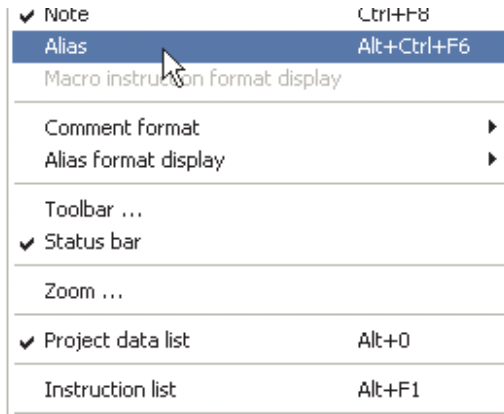 Note Ctrl+F8
Alias Alt+Ctrl+F6
Macro instruction format display
Comment format
Alias format display
Toolbar ...
Status bar
Zoom ...
Project data list Alt+0
Instruction list Alt+F1